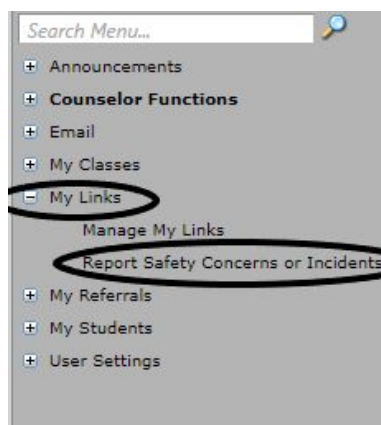 Search Menu...
Announcements
Counselor Functions
Email
My Classes
My Links
Manage My Links
Report Safety Concerns or Incidents
My Referrals
My Students
User Settings